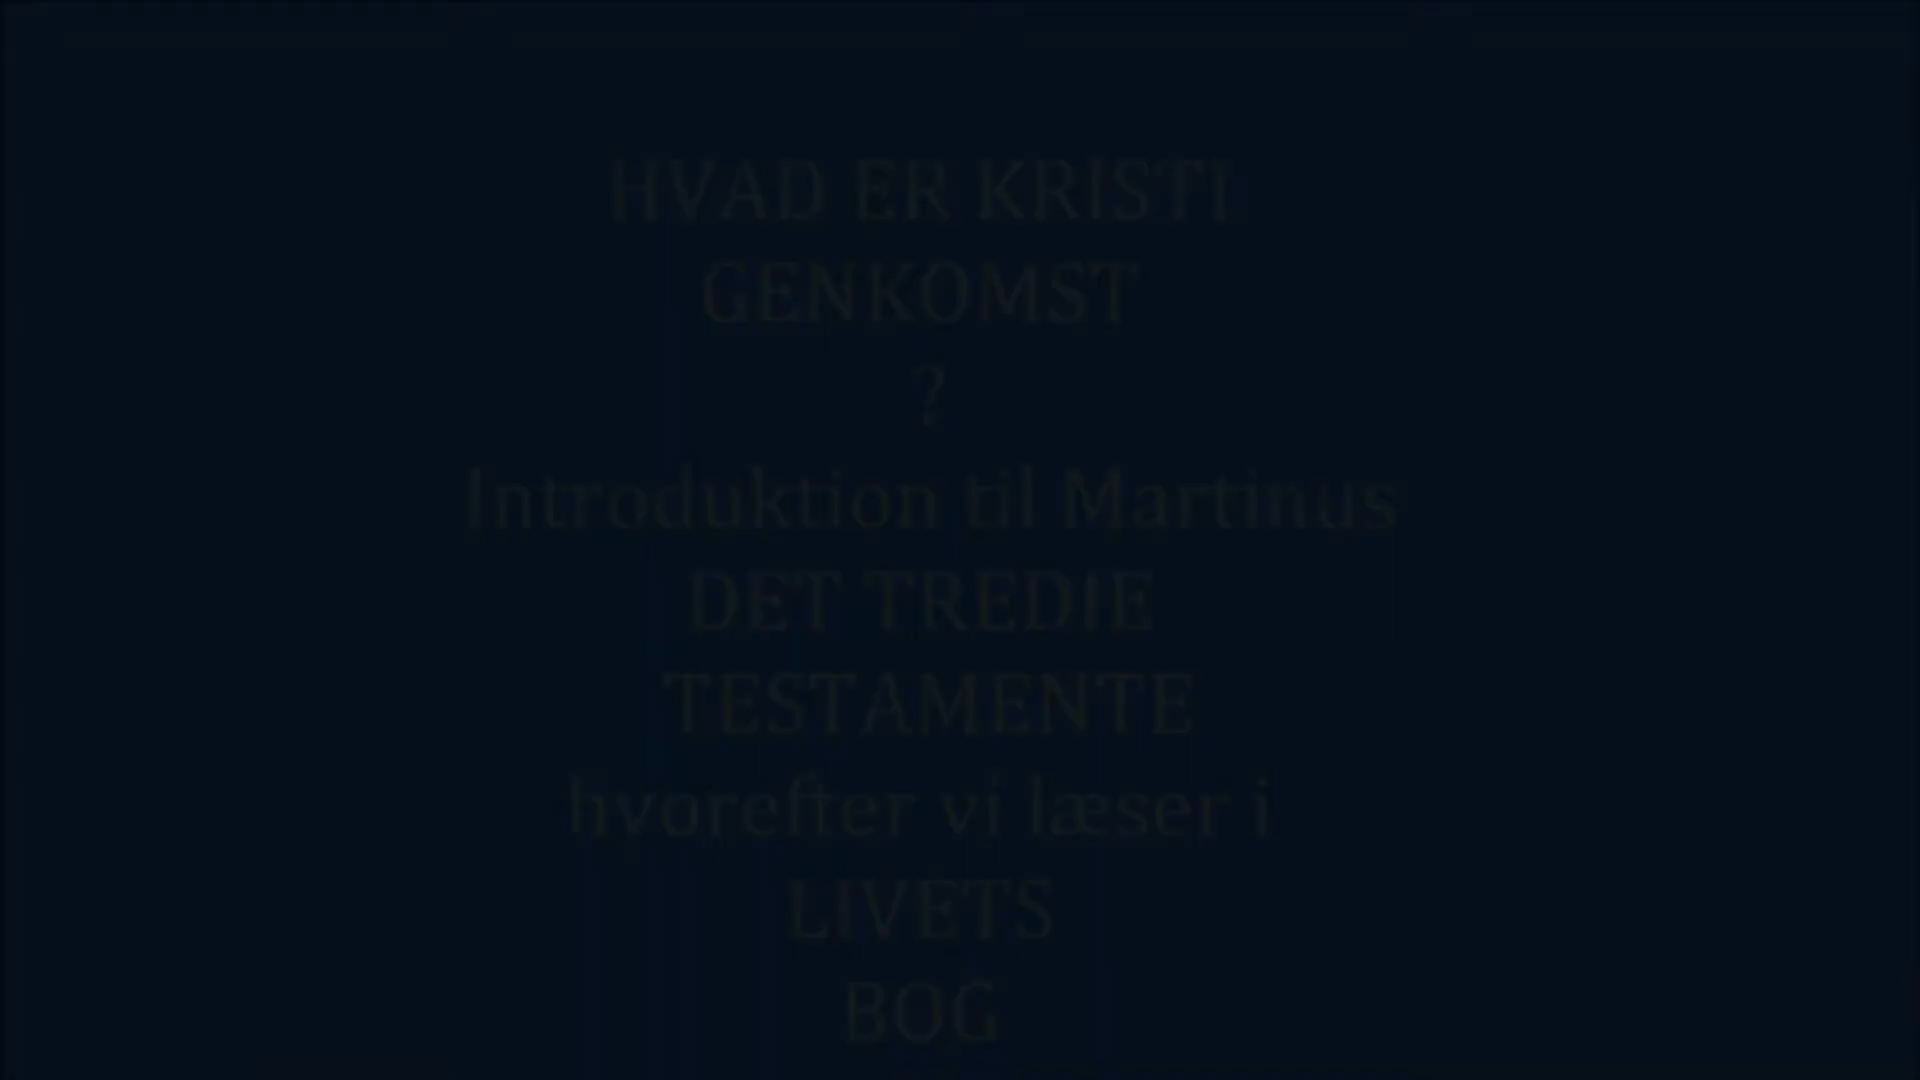 HVAD ER KRISTI
GENKOMST
?
Introduktion til Martinus
DET TREDIE
TESTAMENTE
hvorefter vi læser i
LIVETS
BOG